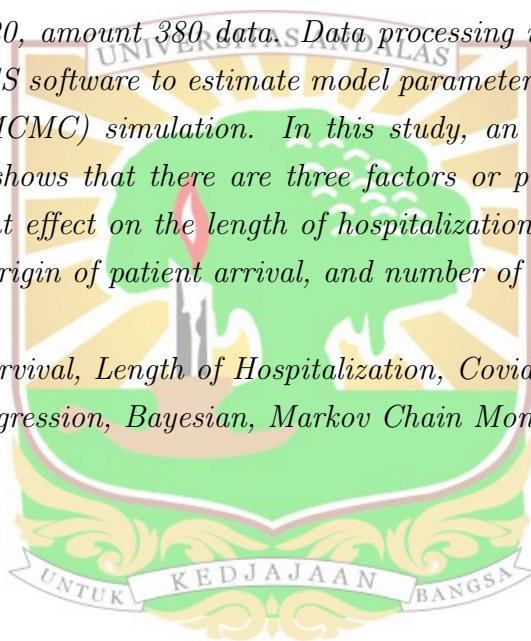 20, amount 380 data. Data processing
UNIVERSITAS ANDALAS
S software to estimate model parameter
MCMC) simulation. In this study, an
shows that there are three factors or p
t effect on the length of hospitalization
rigin of patient arrival, and number of
rvival, Length of Hospitalization, Covid
gression, Bayesian, Markov Chain Mon
UNTUK KEDJAJAAN BANGSA